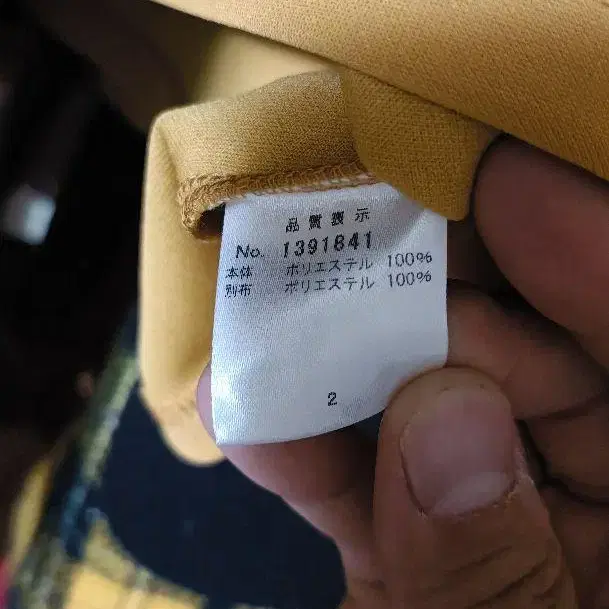 品質表示
No. 1391841
本体 ポリエステル 100%
別布 ポリエステル 100%
2